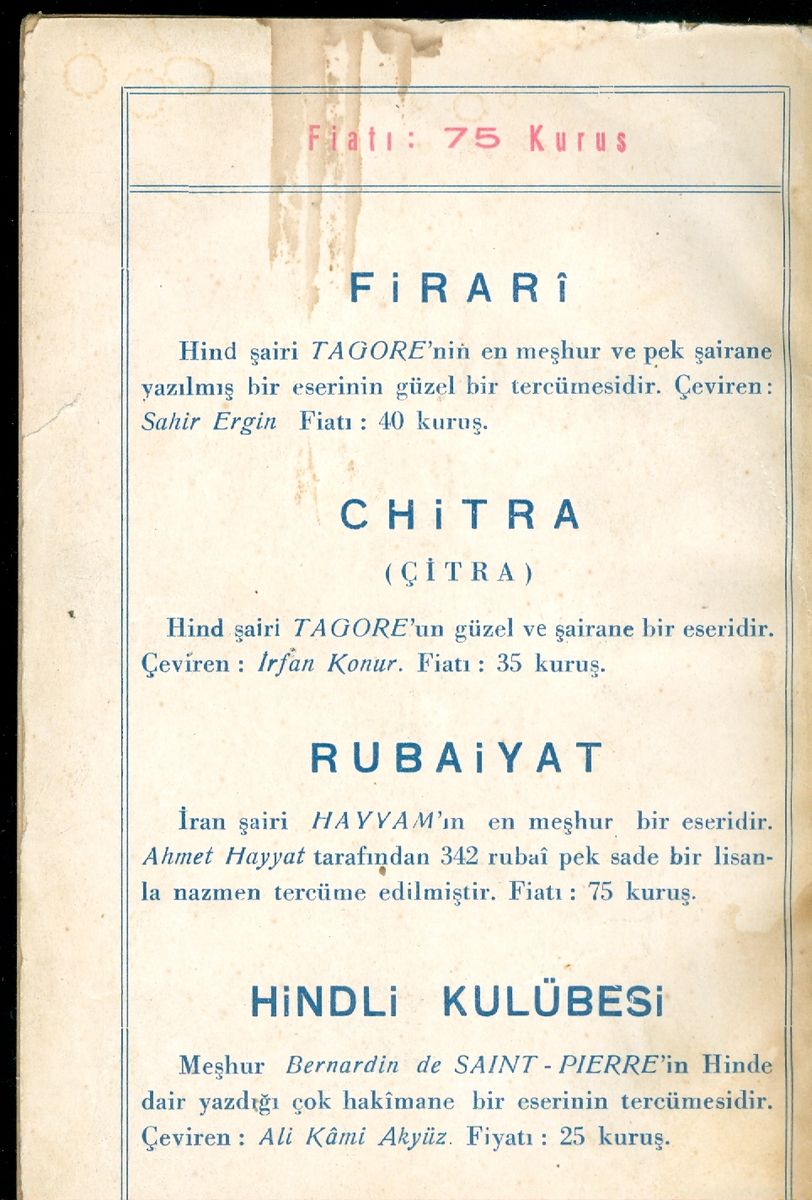 Fiatı: 75 Kurus
FiRARÎ
Hind şairi TAGORE'nin en meşhur ve pek şairane
yazılmış bir eserinin güzel bir tercümesidir. Çeviren:
Sahir Ergin Fiatı : 40 kuruş.
CHiTRA
(ÇİTRA)
Hind şairi TAGORE'un güzel ve şairane bir eseridir.
Çeviren : İrfan Konur. Fiatı : 35 kuruş.
RUBAiYAT
İran şairi HAYYAM'ın en meşhur bir eseridir.
Ahmet Hayyat tarafından 342 rubaî pek sade bir lisan-
la nazmen tercüme edilmiştir. Fiatı : 75 kuruş.
HiNDLi KULÜBESi
Meşhur Bernardin de SAINT - PIERRE'in Hinde
dair yazdığı çok hakîmane bir eserinin tercümesidir.
Çeviren : Ali Kâmi Akyüz. Fiyatı : 25 kuruş.